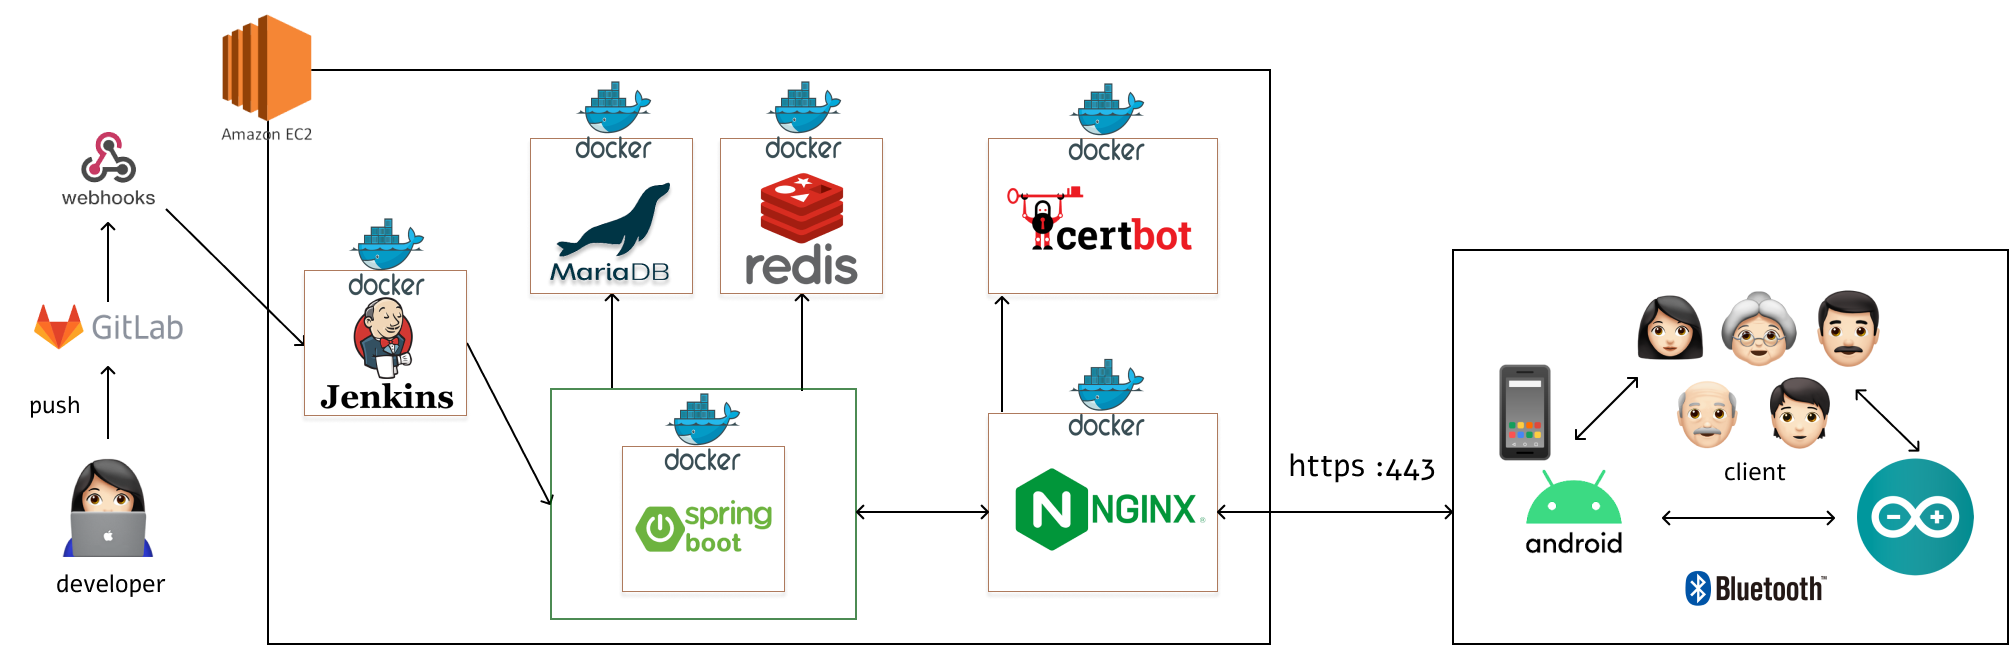 Amazon EC2
webhooks
GitLab
push
developer
docker
Jenkins
docker
MariaDB
docker
redis
docker
certbot
docker
spring
boot
docker
N
NGINX®
https :443
client
android
Bluetooth™